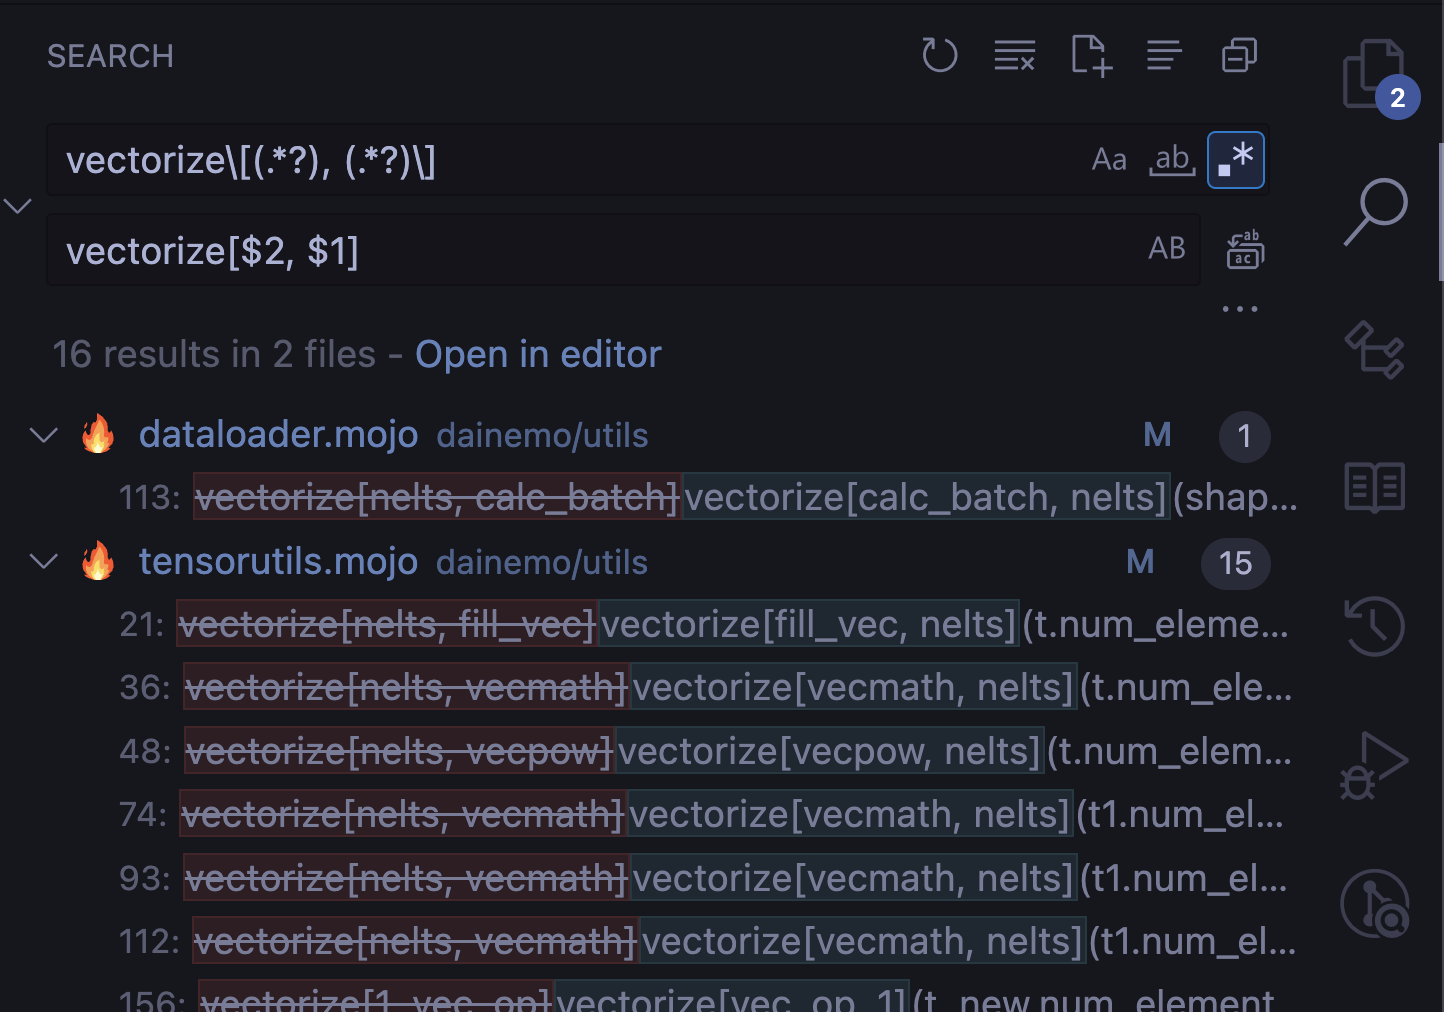 SEARCH
2
vectorize\[(.*?), (.*?)\]
Aa ab .*
vectorize[$2, $1]
AB ab ac
...
16 results in 2 files - Open in editor
dataloader.mojo dainemo/utils M 1
113: vectorize[nelts, calc_batch]vectorize[calc_batch, nelts](shap...
tensorutils.mojo dainemo/utils M 15
21: vectorize[nelts, fill_vec]vectorize[fill_vec, nelts](t.num_eleme...
36: vectorize[nelts, vecmath]vectorize[vecmath, nelts](t.num_ele...
48: vectorize[nelts, vecpow]vectorize[vecpow, nelts](t.num_elem...
74: vectorize[nelts, vecmath]vectorize[vecmath, nelts](t1.num_el...
93: vectorize[nelts, vecmath]vectorize[vecmath, nelts](t1.num_el...
112: vectorize[nelts, vecmath]vectorize[vecmath, nelts](t1.num_el...
156: vectorize[1, vec_op]vectorize[vec_op, 1](t_new.num_element